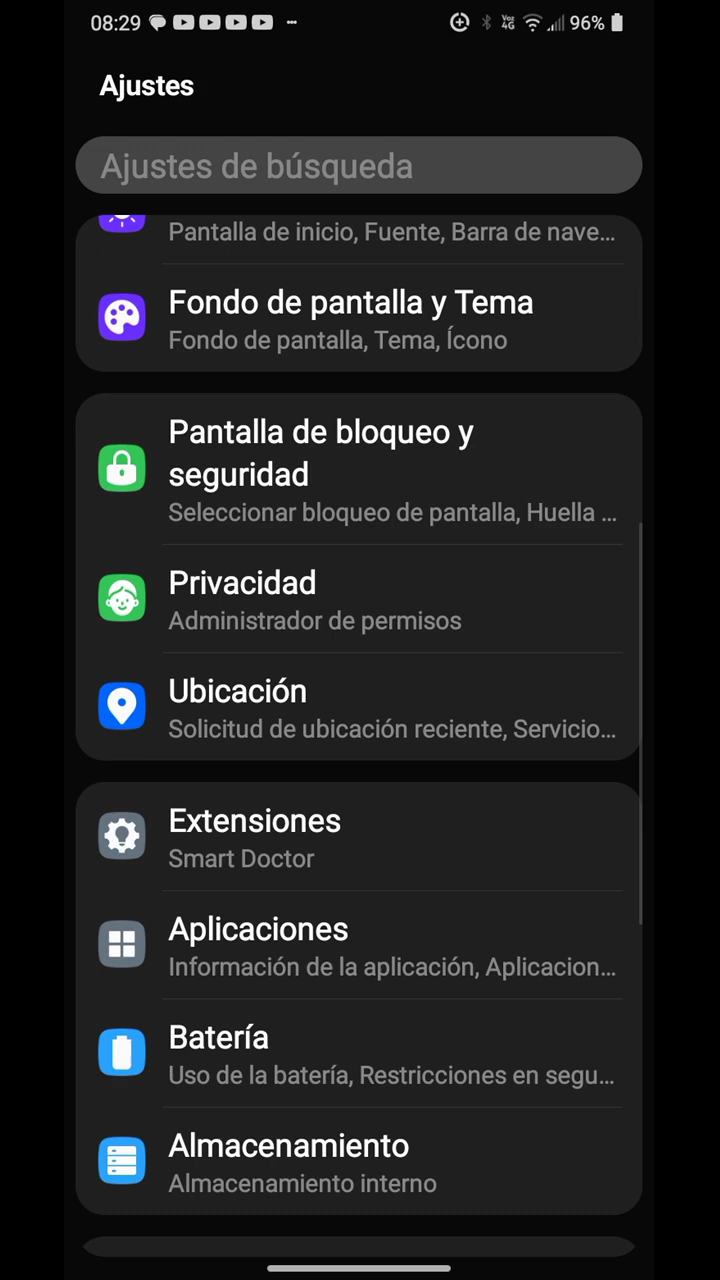 08:29 Voz 4G 96%
Ajustes
Ajustes de búsqueda
Pantalla de inicio, Fuente, Barra de nave...
Fondo de pantalla y Tema
Fondo de pantalla, Tema, Ícono
Pantalla de bloqueo y
seguridad
Seleccionar bloqueo de pantalla, Huella ...
Privacidad
Administrador de permisos
Ubicación
Solicitud de ubicación reciente, Servicio...
Extensiones
Smart Doctor
Aplicaciones
Información de la aplicación, Aplicacion...
Batería
Uso de la batería, Restricciones en segu...
Almacenamiento
Almacenamiento interno